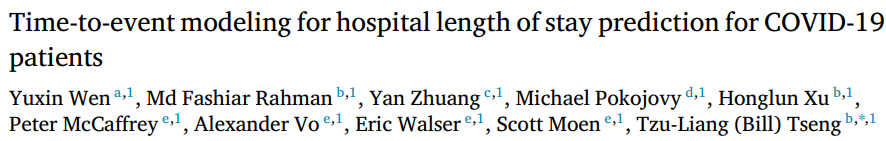 Time-to-event modeling for hospital length of stay prediction for COVID-19
patients
Yuxin Wen a,1, Md Fashiar Rahman b,1, Yan Zhuang c,1, Michael Pokojovy d,1, Honglun Xu b,1,
Peter McCaffrey e,1, Alexander Vo e,1, Eric Walser e,1, Scott Moen e,1, Tzu-Liang (Bill) Tseng b,*,1